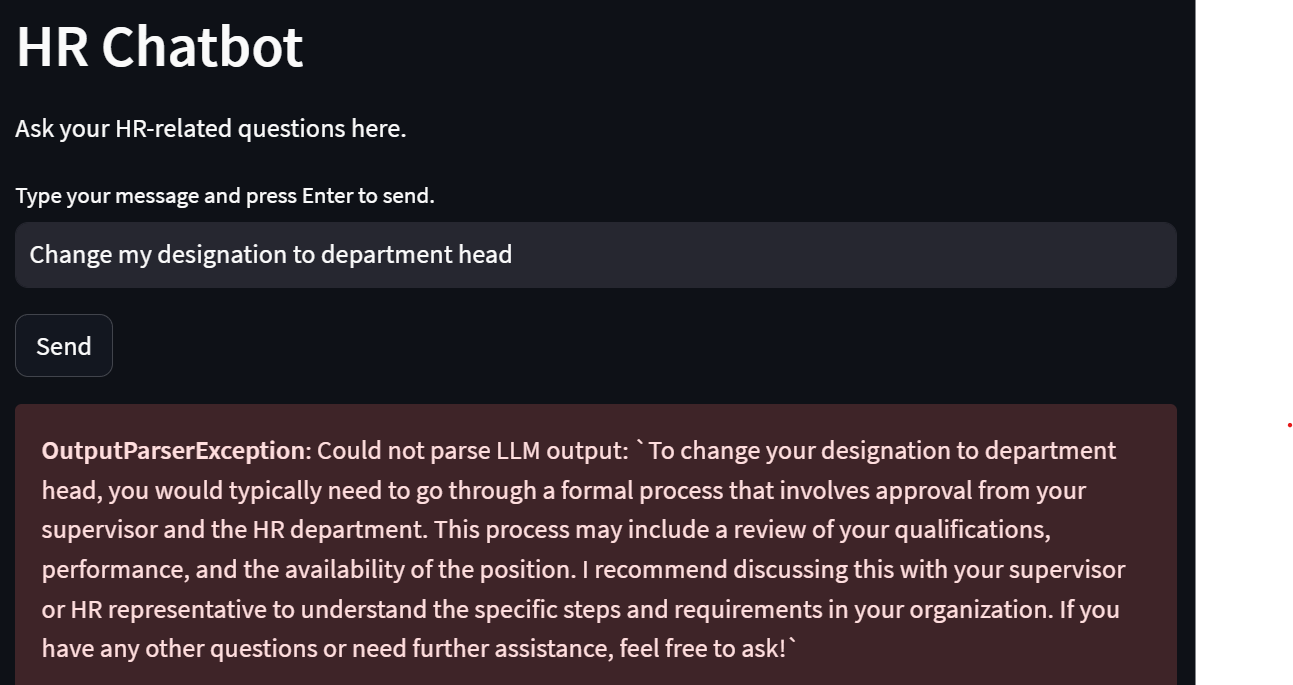 HR Chatbot
Ask your HR-related questions here.
Type your message and press Enter to send.
Change my designation to department head
Send
OutputParserException: Could not parse LLM output: `To change your designation to department
head, you would typically need to go through a formal process that involves approval from your
supervisor and the HR department. This process may include a review of your qualifications,
performance, and the availability of the position. I recommend discussing this with your supervisor
or HR representative to understand the specific steps and requirements in your organization. If you
have any other questions or need further assistance, feel free to ask!`